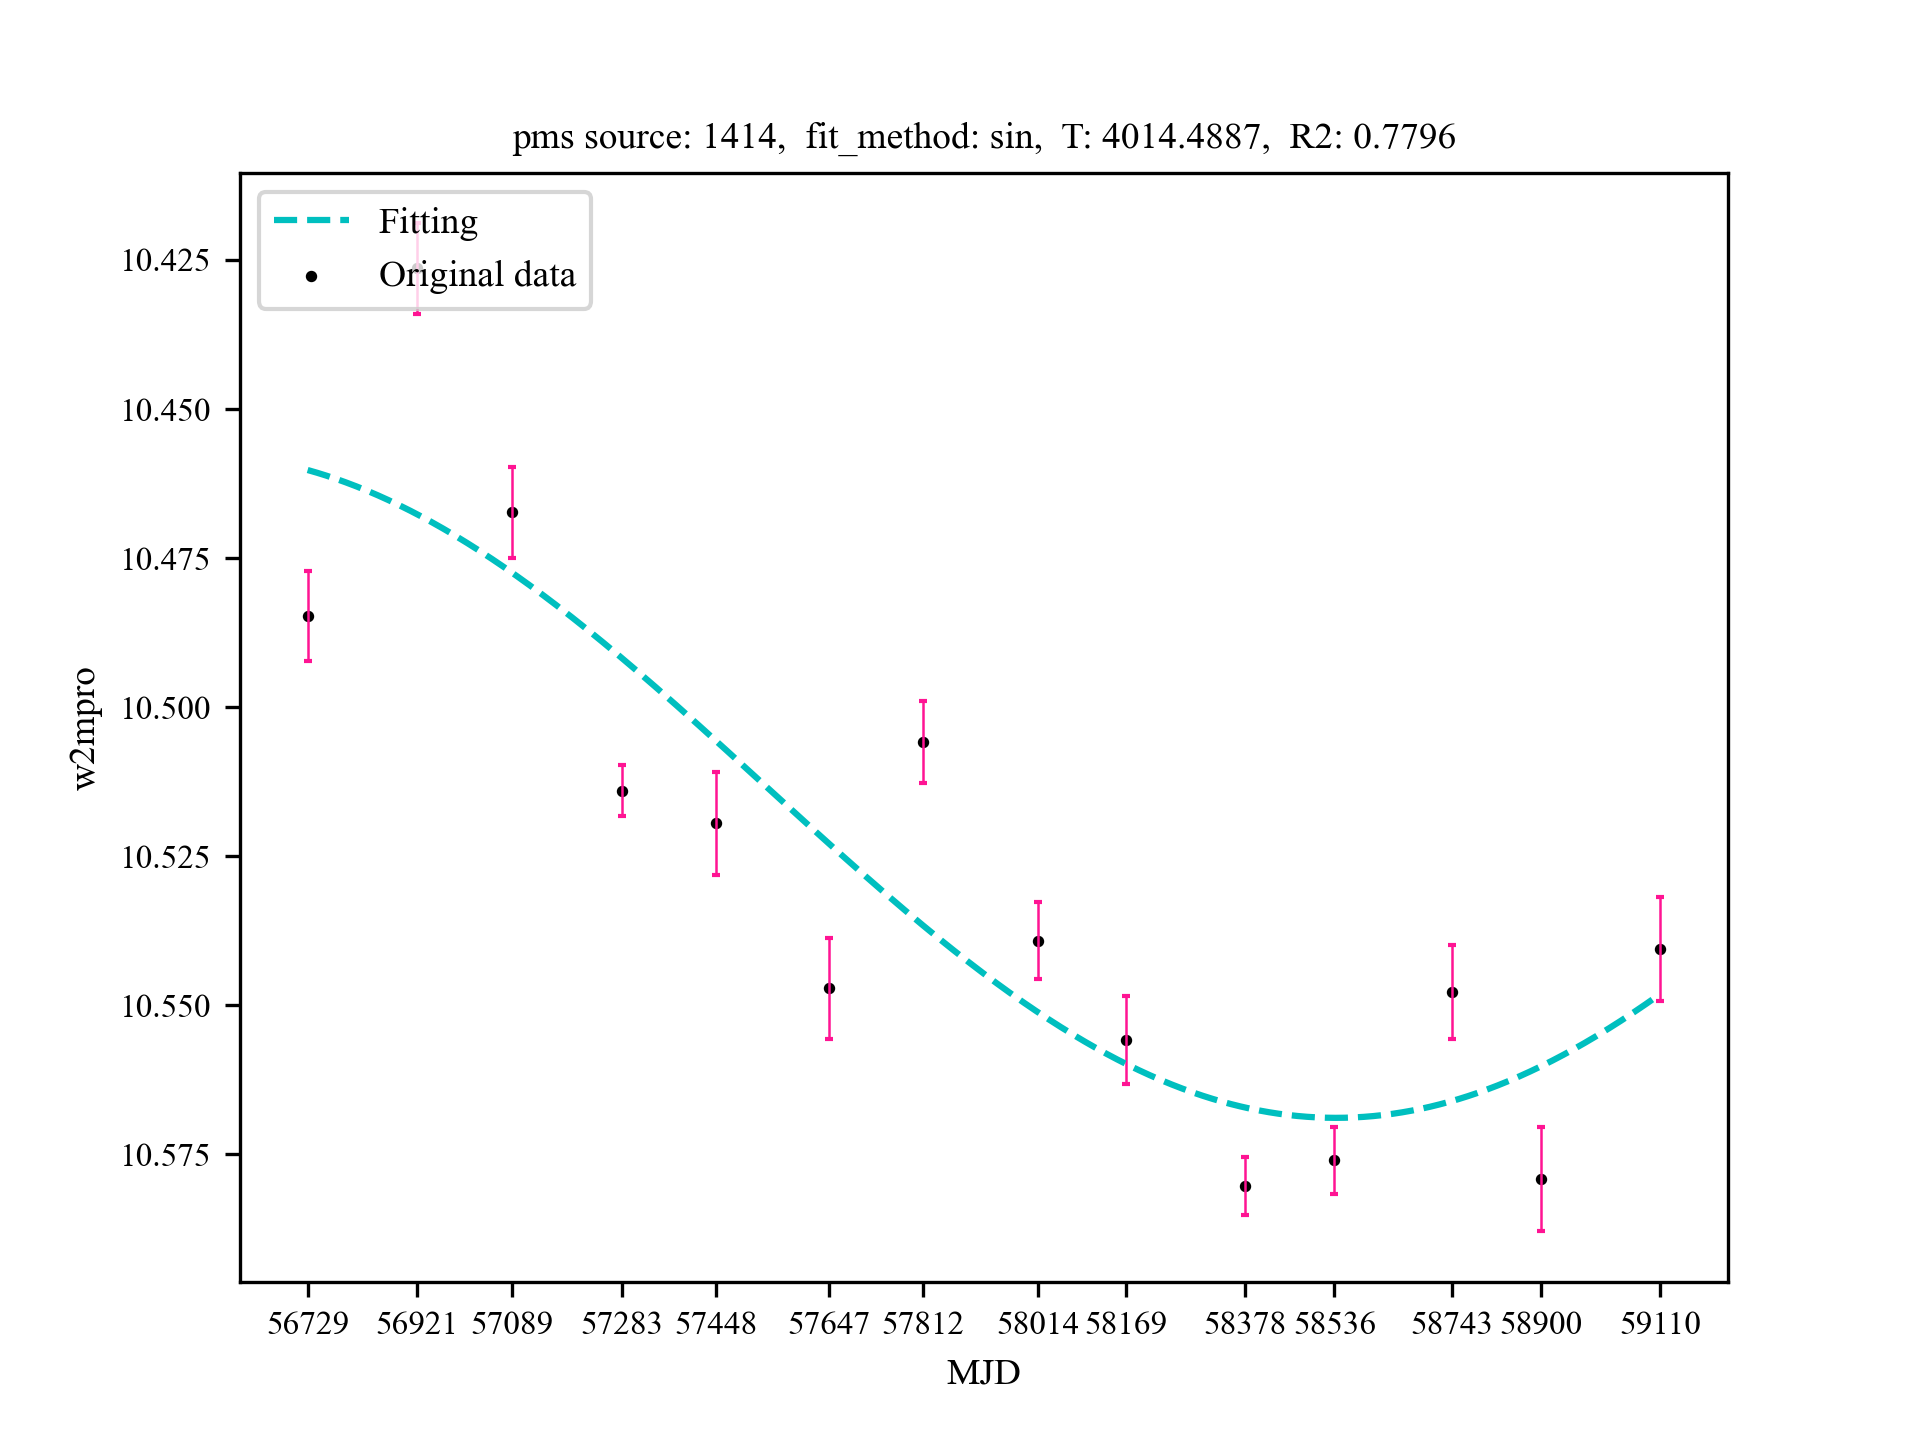 pms source: 1414, fit_method: sin, T: 4014.4887, R2: 0.7796
Fitting
Original data
10.425
10.450
10.475
10.500
10.525
10.550
10.575
w2mpro
56729 56921 57089 57283 57448 57647 57812 58014 58169 58378 58536 58743 58900 59110
MJD